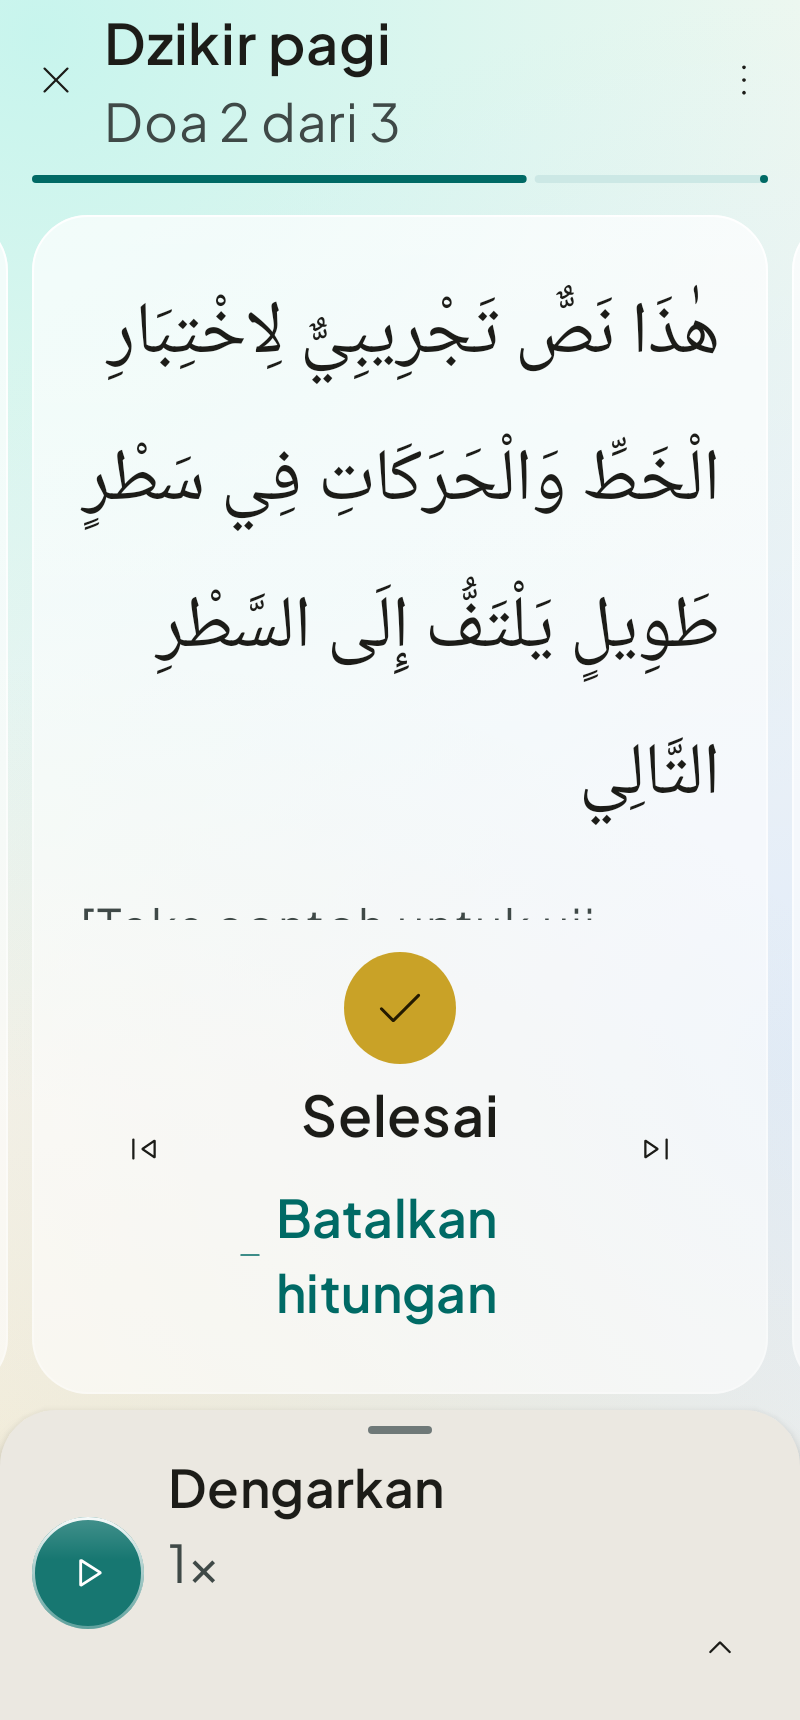 Dzikir pagi
Doa 2 dari 3
هٰذَا نَصٌّ تَجْرِيبِيٌّ لِاخْتِبَارِ
الْخَطِّ وَالْحَرَكَاتِ فِي سَطْرٍ
طَوِيلٍ يَلْتَفُّ إِلَى السَّطْرِ
التَّالِي
Selesai
Batalkan
hitungan
Dengarkan
1×